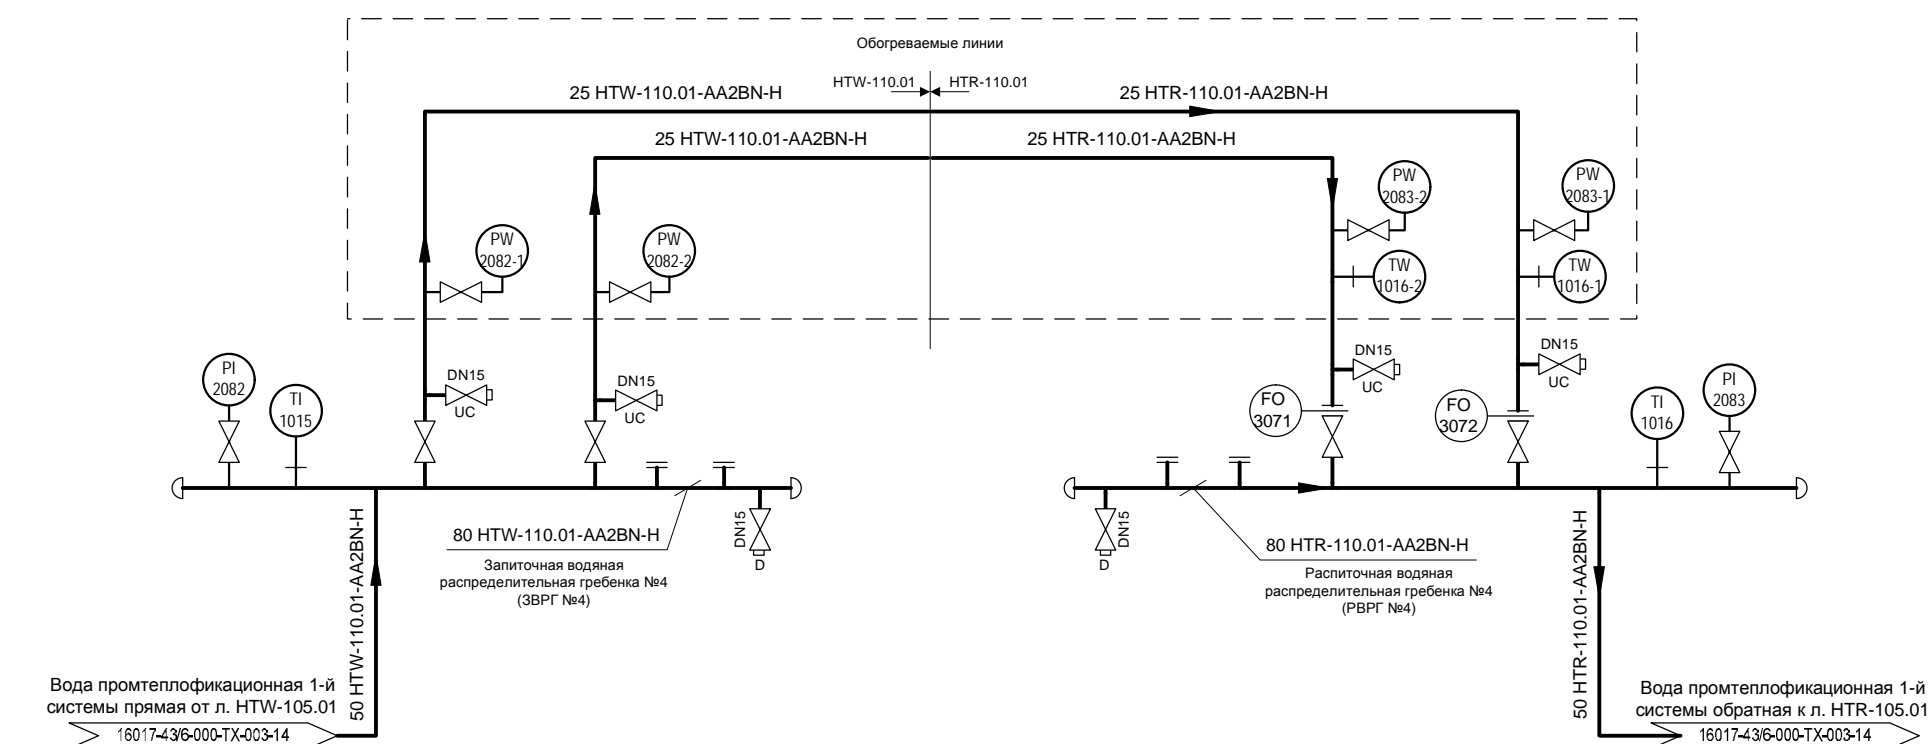 Обогреваемые линии
HTW-110.01
HTR-110.01
25 HTW-110.01-AA2BN-H
25 HTR-110.01-AA2BN-H
25 HTW-110.01-AA2BN-H
25 HTR-110.01-AA2BN-H
PW
2083-2
PW
2083-1
PW
2082-1
PW
2082-2
TW
1016-2
TW
1016-1
PI
2082
TI
1015
DN15
UC
DN15
UC
DN15
UC
DN15
UC
FO
3071
FO
3072
TI
1016
PI
2083
80 HTW-110.01-AA2BN-H
Запиточная водяная
распределительная гребенка №4
(ЗВРГ №4)
DN15
D
DN15
D
80 HTR-110.01-AA2BN-H
Распиточная водяная
распределительная гребенка №4
(РВРГ №4)
50 HTW-110.01-AA2BN-H
50 HTR-110.01-AA2BN-H
Вода промтеплофикационная 1-й
системы прямая от л. HTW-105.01
16017-43/6-000-ТХ-003-14
Вода промтеплофикационная 1-й
системы обратная к л. HTR-105.01
16017-43/6-000-ТХ-003-14